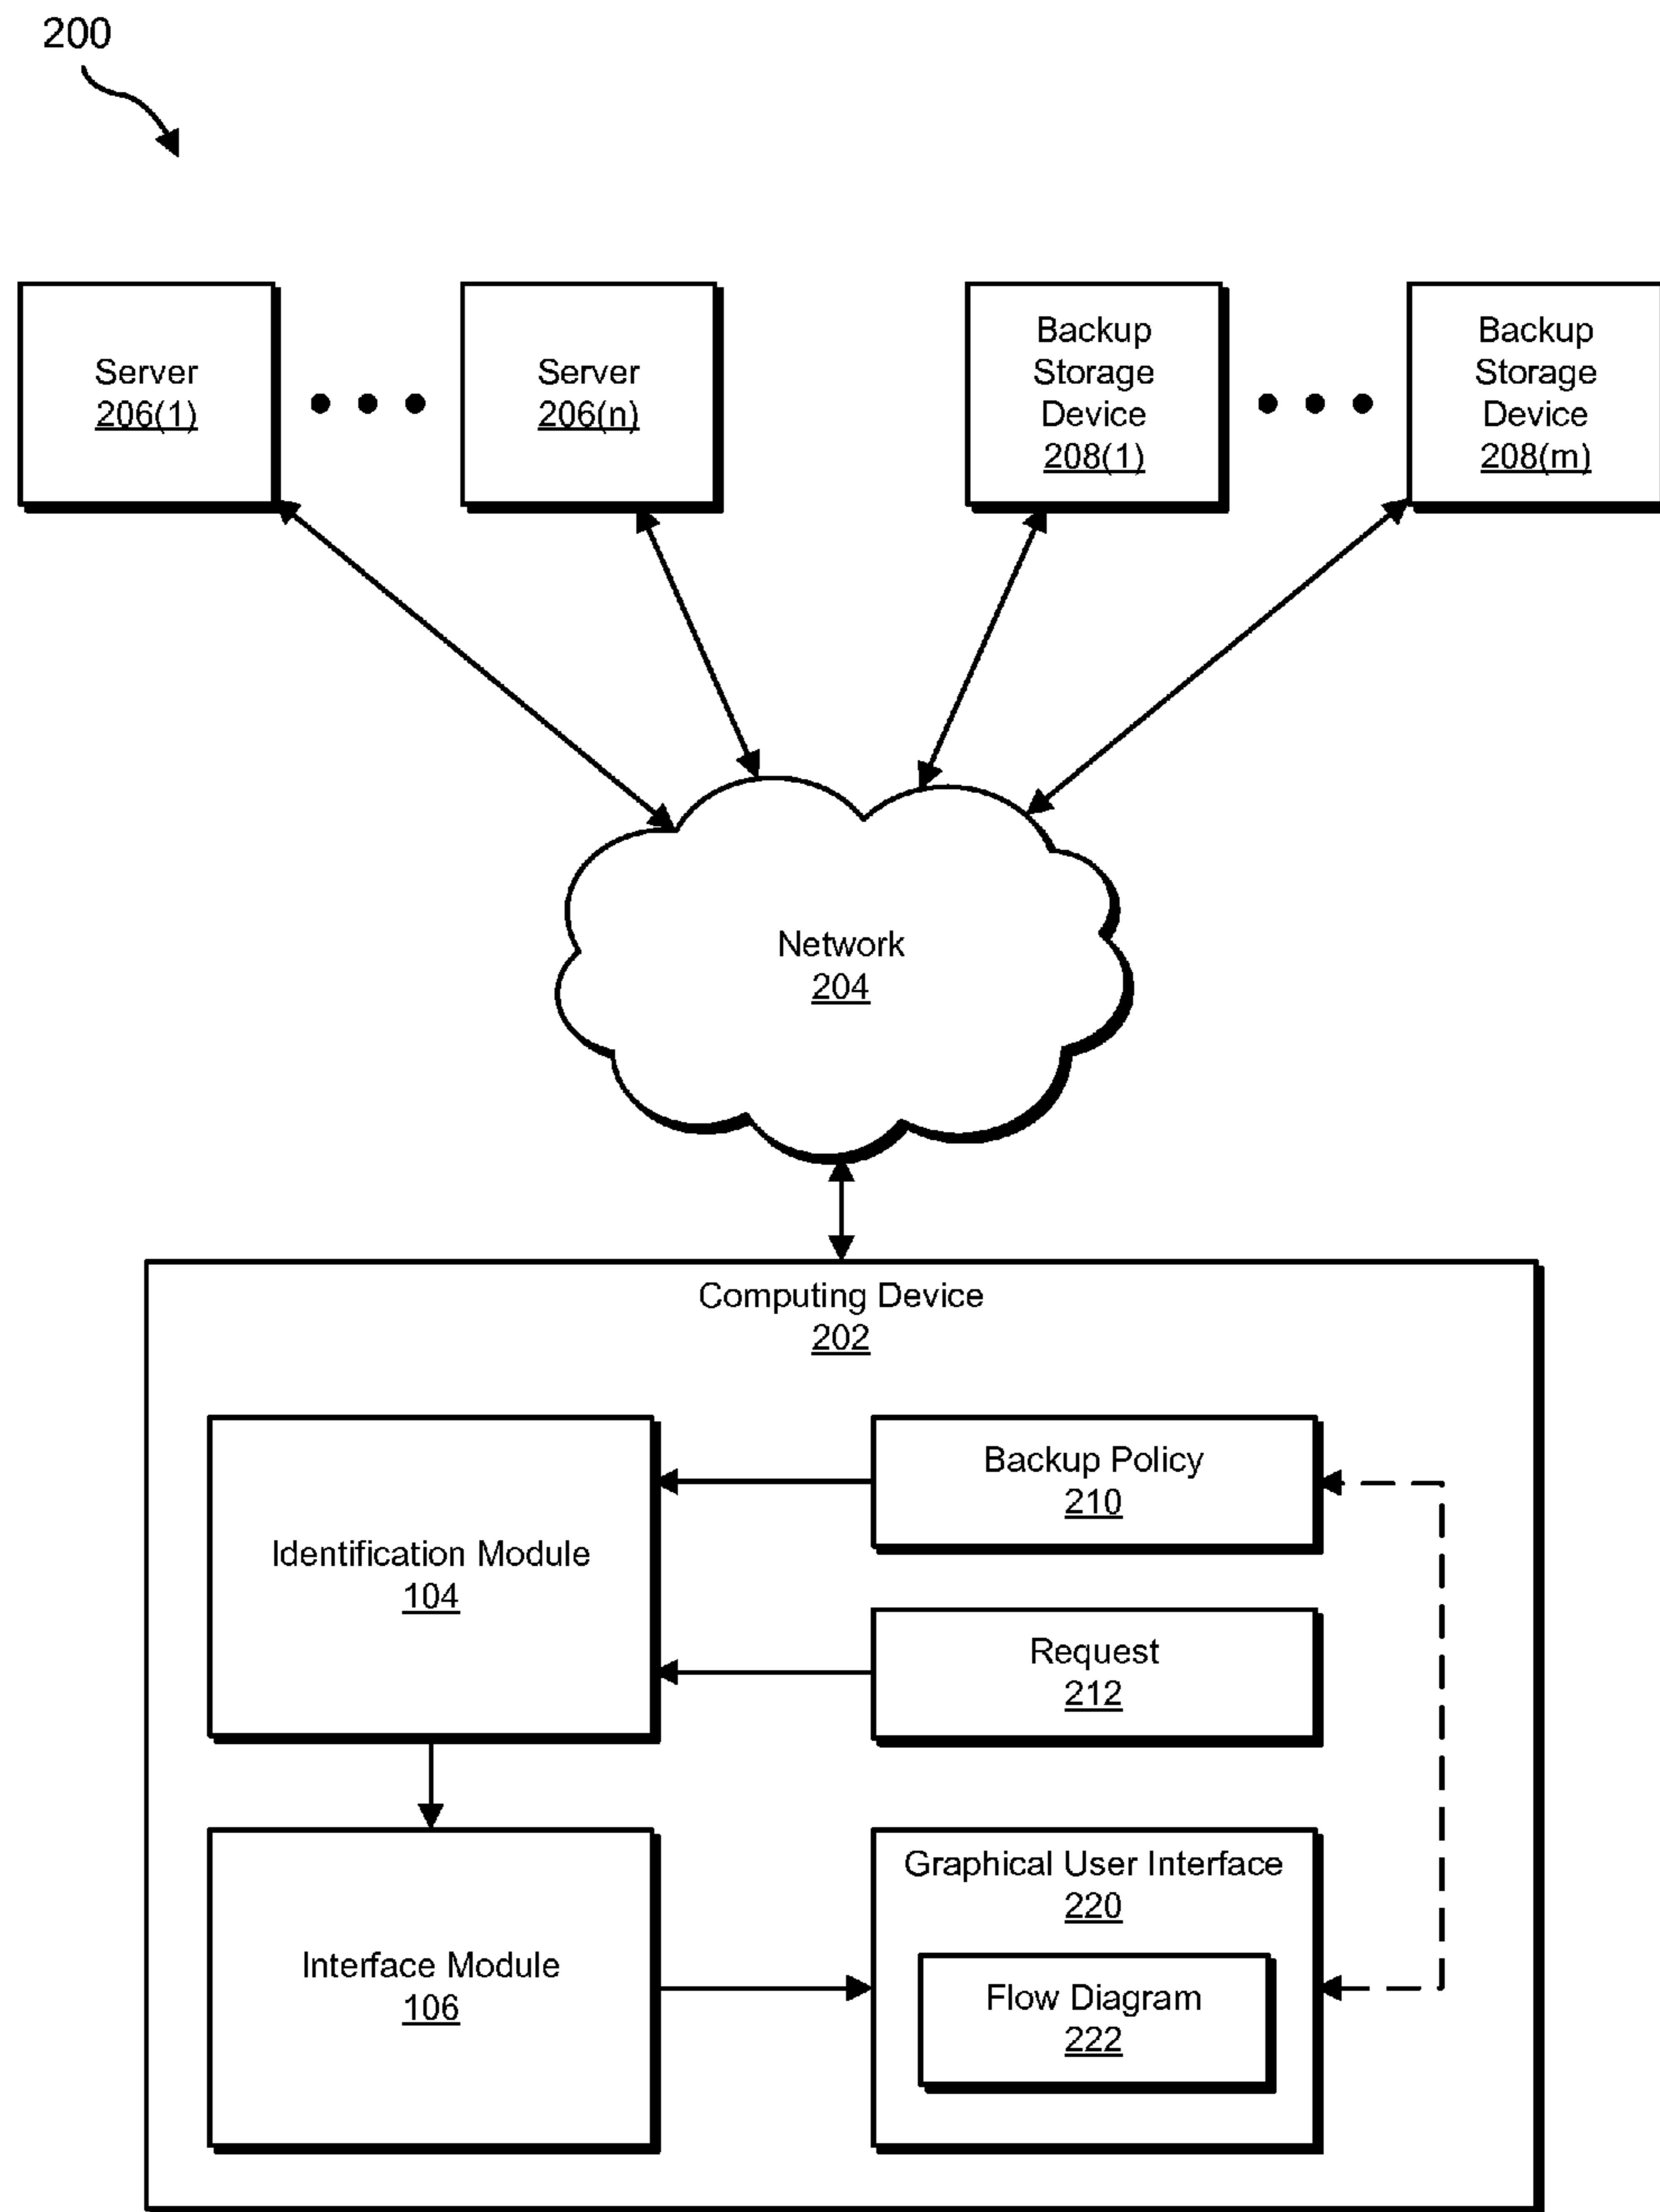 200
Server
206(1)
Server
206(n)
Backup
Storage
Device
208(1)
Backup
Storage
Device
208(m)
Network
204
Computing Device
202
Identification Module
104
Backup Policy
210
Request
212
Interface Module
106
Graphical User Interface
220
Flow Diagram
222